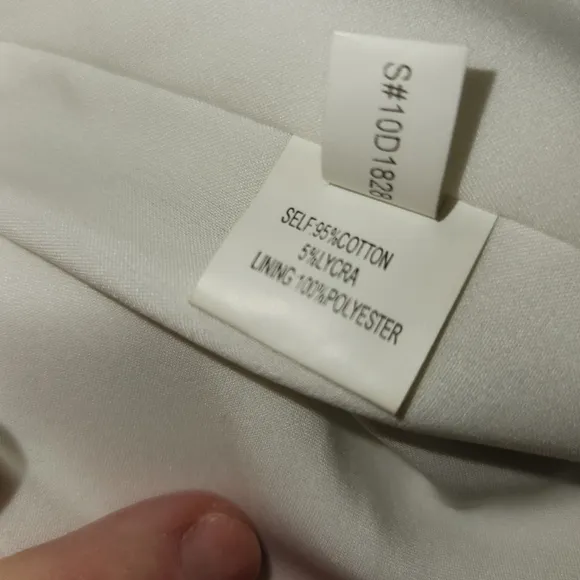 S#10D1828
SELF:95%COTTON
5%LYCRA
LINING 100%POLYESTER